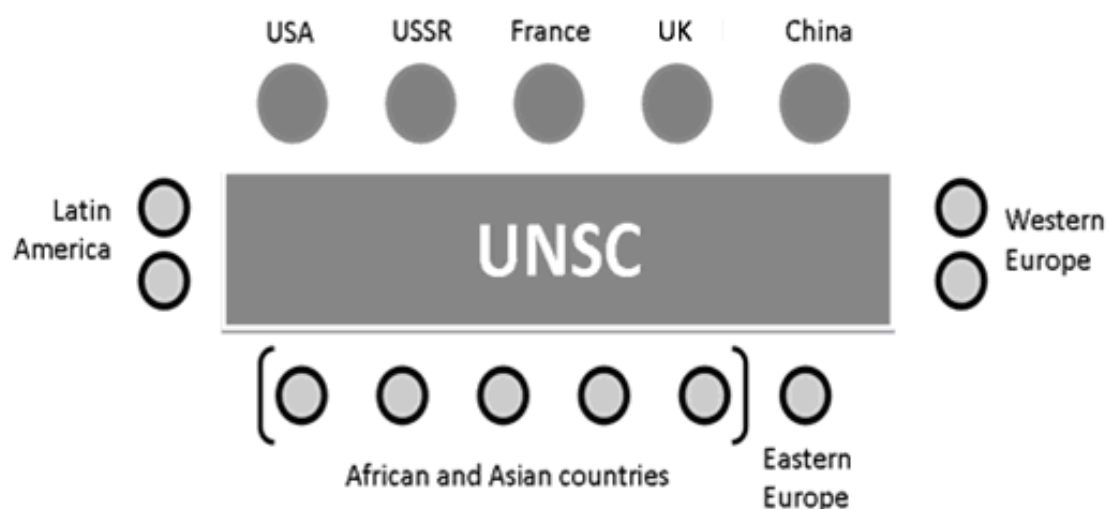 USA USSR France UK China
Latin
America
UNSC
Western
Europe
African and Asian countries
Eastern
Europe